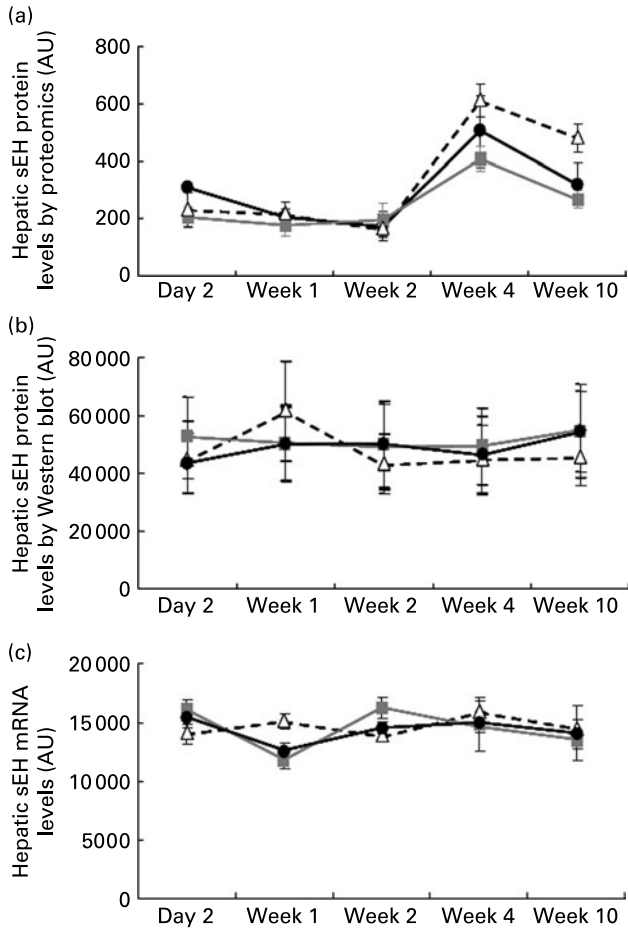 (a)
Hepatic sEH protein
levels by proteomics (AU)
800
600
400
200
0
Day 2 Week 1 Week 2 Week 4 Week 10
(b)
Hepatic sEH protein
levels by Western blot (AU)
80 000
60 000
40 000
20 000
0
Day 2 Week 1 Week 2 Week 4 Week 10
(c)
Hepatic sEH mRNA
levels (AU)
20 000
15 000
10 000
5000
0
Day 2 Week 1 Week 2 Week 4 Week 10